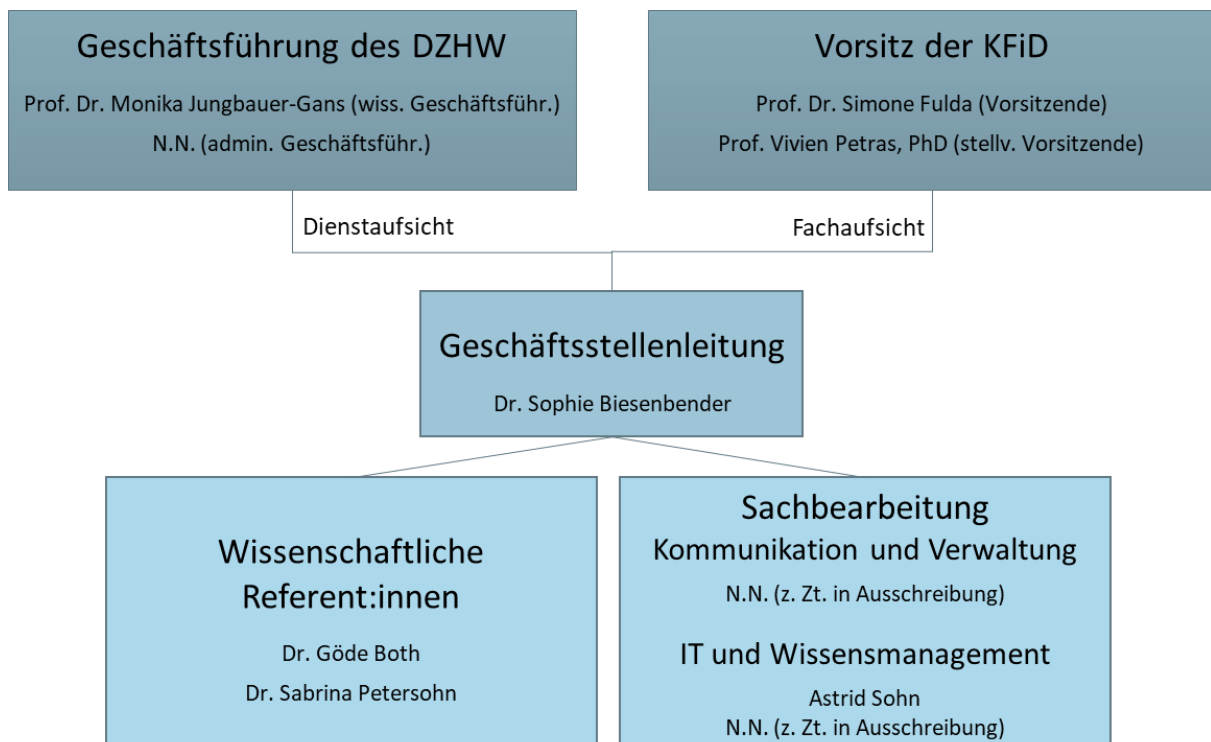 Geschäftsführung des DZHW
Prof. Dr. Monika Jungbauer-Gans (wiss. Geschäftsführ.)
N.N. (admin. Geschäftsführ.)
Vorsitz der KFiD
Prof. Dr. Simone Fulda (Vorsitzende)
Prof. Vivien Petras, PhD (stellv. Vorsitzende)
Dienstaufsicht
Fachaufsicht
Geschäftsstellenleitung
Dr. Sophie Biesenbender
Wissenschaftliche
Referent:innen
Dr. Göde Both
Dr. Sabrina Petersohn
Sachbearbeitung
Kommunikation und Verwaltung
N.N. (z. Zt. in Ausschreibung)
IT und Wissensmanagement
Astrid Sohn
N.N. (z. Zt. in Ausschreibung)